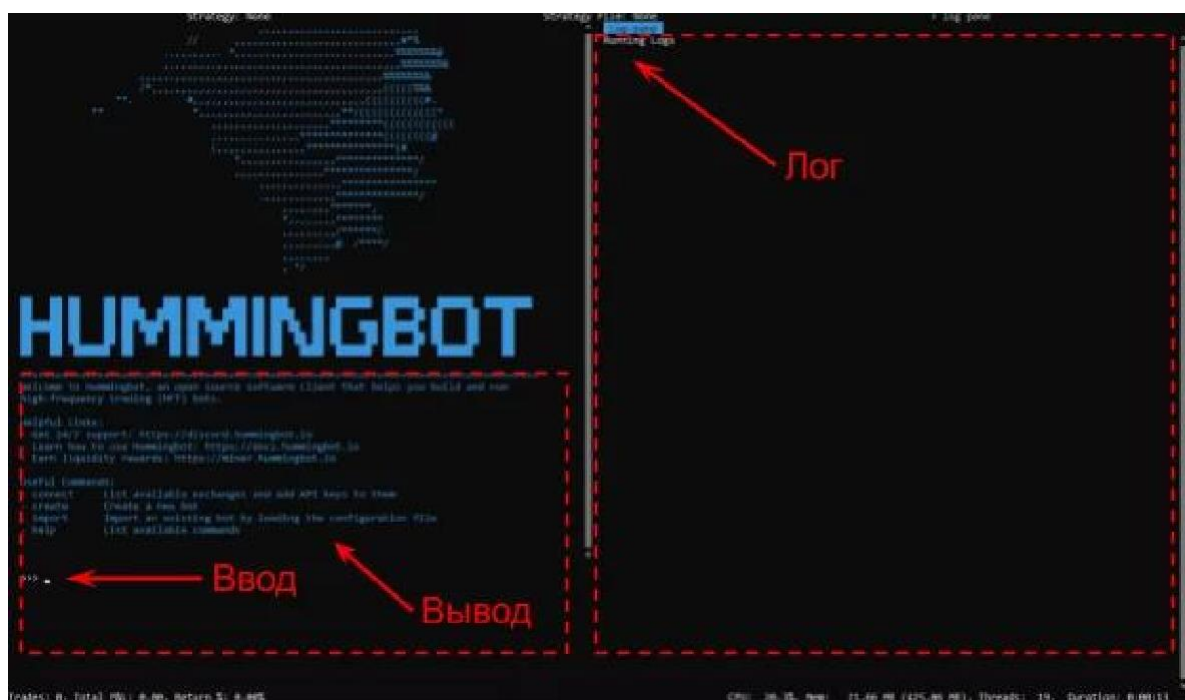 Strategy: None Strategy File: None log pane
Running Logs
Лог
HUMMINGBOT
Welcome to Hummingbot, an open source software client that helps you build and run
high-frequency trading (HFT) bots.
Helpful Links:
Get 24/7 support: https://discord.hummingbot.io
Learn how to use Hummingbot: https://docs.hummingbot.io
Earn liquidity rewards: https://miner.hummingbot.io
Useful Commands:
connect List available exchanges and add API keys to them
create Create a new bot
import Import an existing bot by loading the configuration file
help List available commands
>>> Ввод
Вывод
Trades: 0, Total P&L: 0.00, Return %: 0.00% CPU: Mem: Threads: 19, Duration: 0:00:13